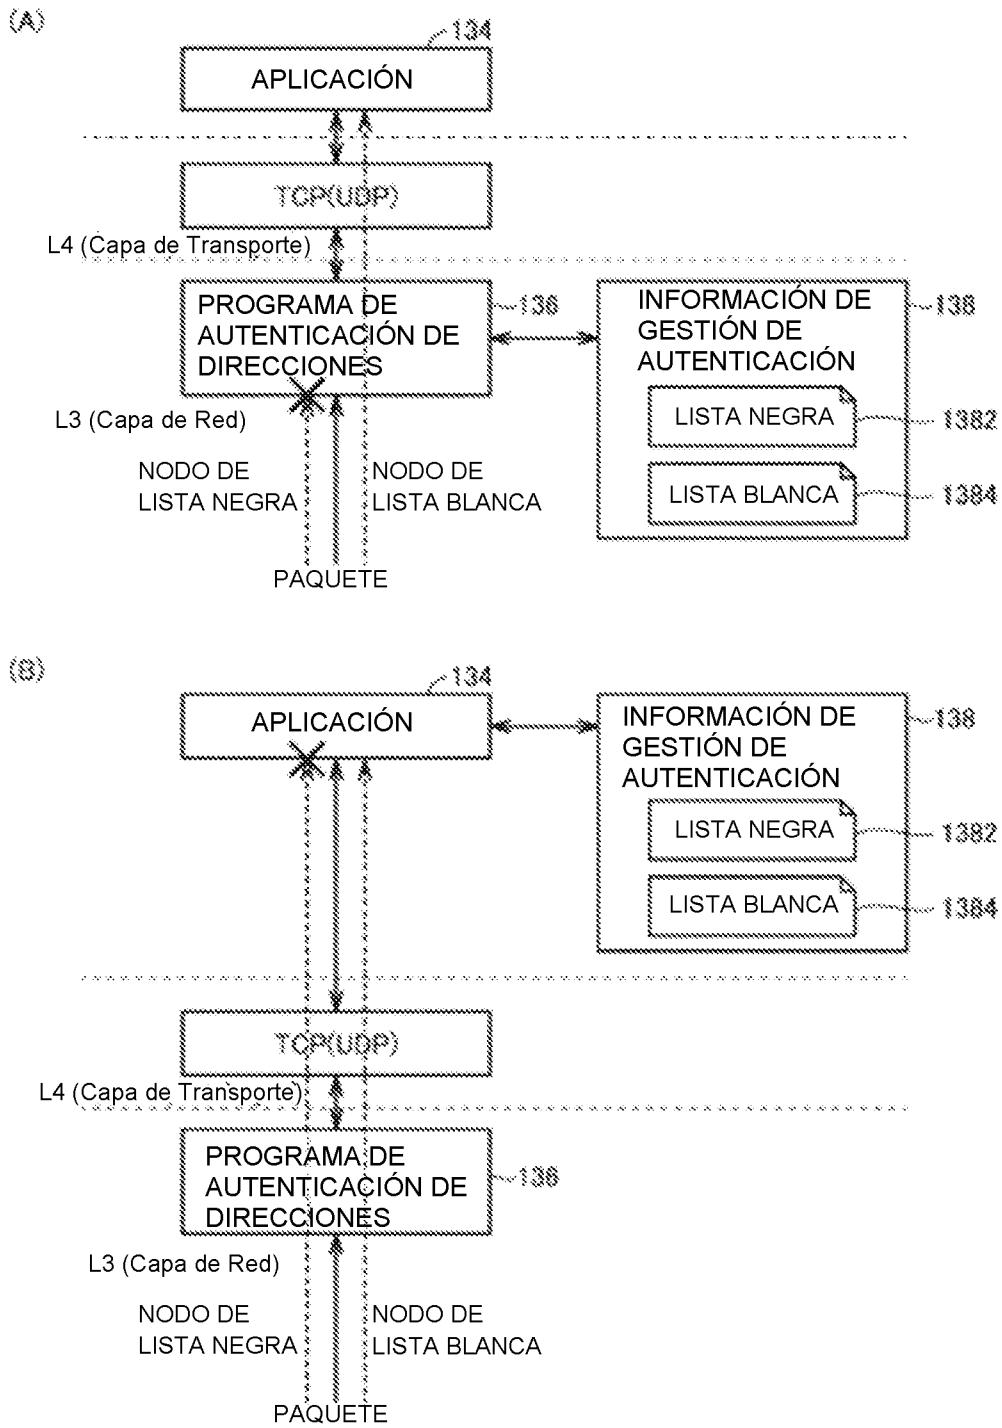 (A)
134
APLICACIÓN
TCP(UDP)
L4 (Capa de Transporte)
PROGRAMA DE
AUTENTICACIÓN DE
DIRECCIONES
136
INFORMACIÓN DE
GESTIÓN DE
AUTENTICACIÓN
138
LISTA NEGRA
1382
LISTA BLANCA
1384
L3 (Capa de Red)
NODO DE
LISTA NEGRA
NODO DE
LISTA BLANCA
PAQUETE
(B)
134
APLICACIÓN
INFORMACIÓN DE
GESTIÓN DE
AUTENTICACIÓN
138
LISTA NEGRA
1382
LISTA BLANCA
1384
TCP(UDP)
L4 (Capa de Transporte)
PROGRAMA DE
AUTENTICACIÓN DE
DIRECCIONES
136
L3 (Capa de Red)
NODO DE
LISTA NEGRA
NODO DE
LISTA BLANCA
PAQUETE